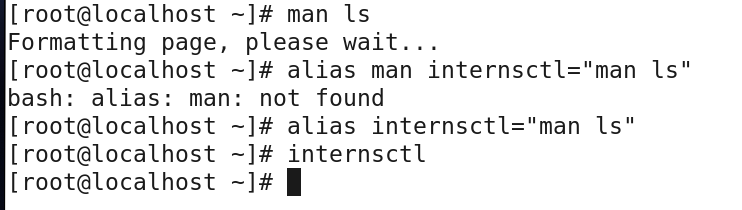 [root@localhost ~]# man ls
Formatting page, please wait...
[root@localhost ~]# alias man internsctl="man ls"
bash: alias: man: not found
[root@localhost ~]# alias internsctl="man ls"
[root@localhost ~]# internsctl
[root@localhost ~]#